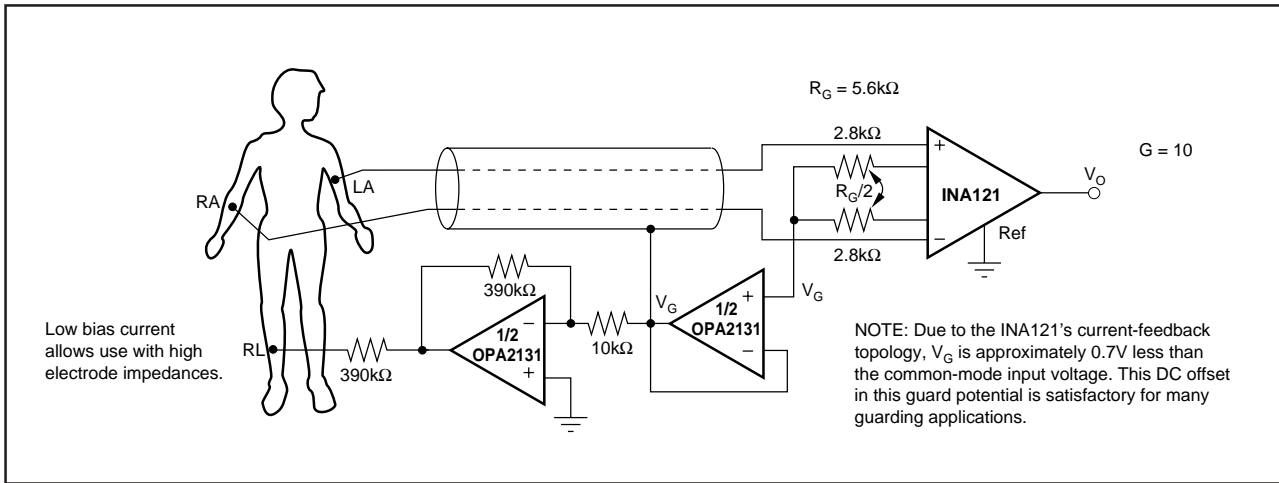 R_G = 5.6kΩ
2.8kΩ
G = 10
+
INA121
V_O
LA
RA
R_G/2
Ref
–
2.8kΩ
390kΩ
V_G
V_G
+
1/2
OPA2131
–
10kΩ
–
1/2
OPA2131
+
RL
390kΩ
Low bias current
allows use with high
electrode impedances.
NOTE: Due to the INA121's current-feedback
topology, V_G is approximately 0.7V less than
the common-mode input voltage. This DC offset
in this guard potential is satisfactory for many
guarding applications.